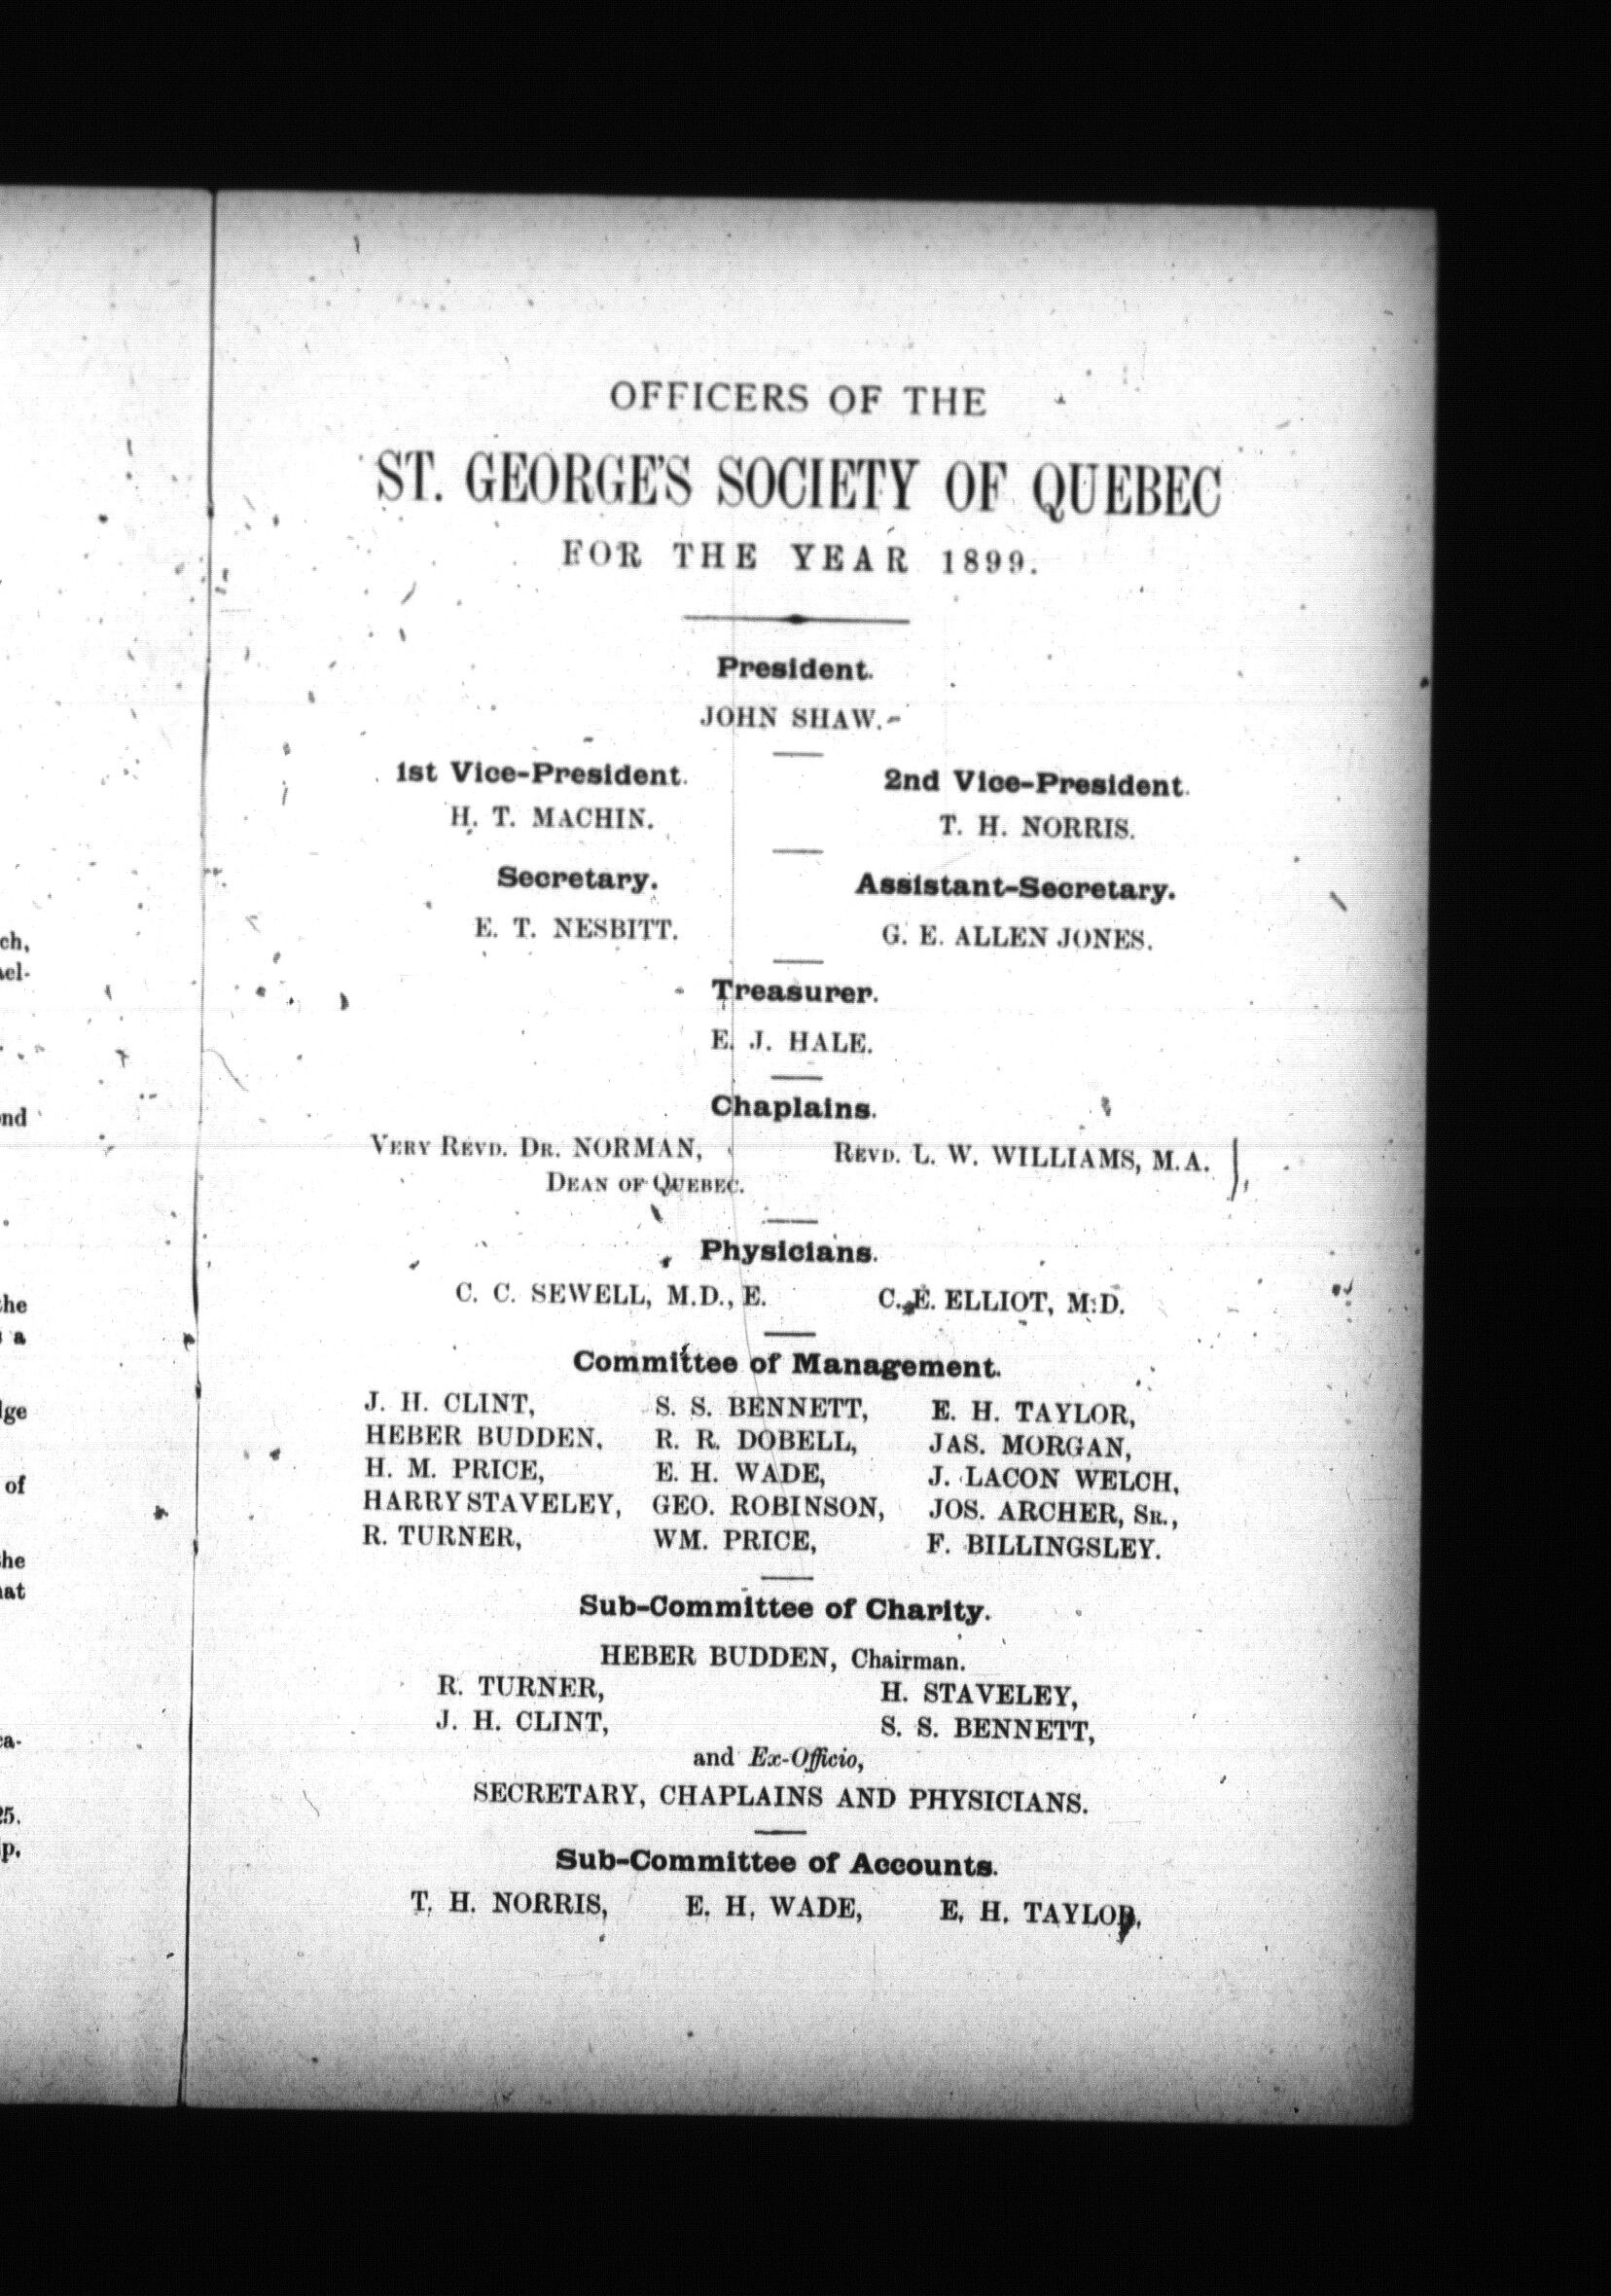 OFFICERS OF THE
ST. GEORGE'S SOCIETY OF QUEBEC
FOR THE YEAR 1899.
President.
JOHN SHAW.
1st Vice-President. 2nd Vice-President.
H. T. MACHIN. T. H. NORRIS.
Secretary. Assistant-Secretary.
E. T. NESBITT. G. E. ALLEN JONES.
Treasurer.
E. J. HALE.
Chaplains.
VERY REVD. DR. NORMAN, REVD. L. W. WILLIAMS, M.A.
DEAN OF QUEBEC.
Physicians.
C. C. SEWELL, M.D., E. C. E. ELLIOT, M.D.
Committee of Management.
J. H. CLINT, S. S. BENNETT, E. H. TAYLOR,
HEBER BUDDEN, R. R. DOBELL, JAS. MORGAN,
H. M. PRICE, E. H. WADE, J. LACON WELCH,
HARRY STAVELEY, GEO. ROBINSON, JOS. ARCHER, SR.,
R. TURNER, WM. PRICE, F. BILLINGSLEY.
Sub-Committee of Charity.
HEBER BUDDEN, Chairman.
R. TURNER, H. STAVELEY,
J. H. CLINT, S. S. BENNETT,
and Ex-Officio,
SECRETARY, CHAPLAINS AND PHYSICIANS.
Sub-Committee of Accounts.
T. H. NORRIS, E. H. WADE, E. H. TAYLOR.